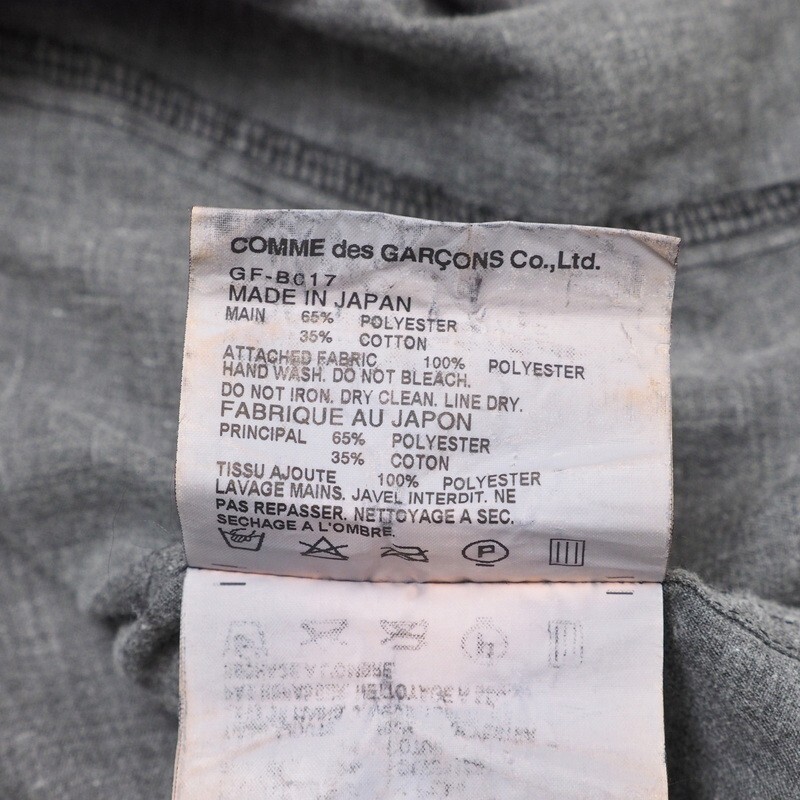 COMME des GARÇONS Co.,Ltd.
GF-B017
MADE IN JAPAN
MAIN 65% POLYESTER
35% COTTON
ATTACHED FABRIC 100% POLYESTER
HAND WASH. DO NOT BLEACH.
DO NOT IRON. DRY CLEAN. LINE DRY.
FABRIQUE AU JAPON
PRINCIPAL 65% POLYESTER
35% COTON
TISSU AJOUTE 100% POLYESTER
LAVAGE MAINS. JAVEL INTERDIT. NE
PAS REPASSER. NETTOYAGE A SEC.
SECHAGE A L'OMBRE.
P